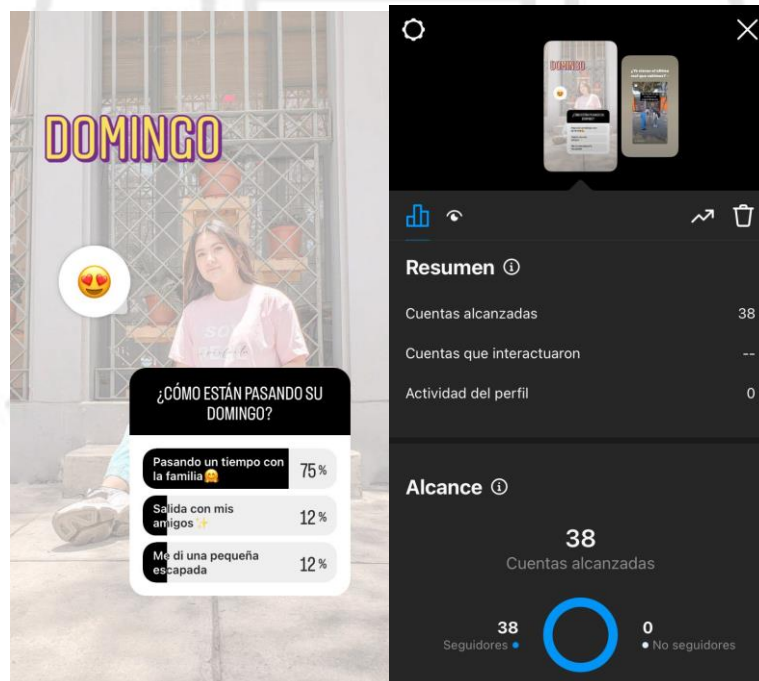 DOMINGO
SO
¿CÓMO ESTÁN PASANDO SU
DOMINGO?
Pasando un tiempo con
la familia🤗
75%
Salida con mis
amigos✨
12%
Me di una pequeña
escapada
12%
DOMINGO
Resumen
Cuentas alcanzadas
38
Cuentas que interactuaron
--
Actividad del perfil
0
Alcance
38
Cuentas alcanzadas
38
Seguidores
0
No seguidores